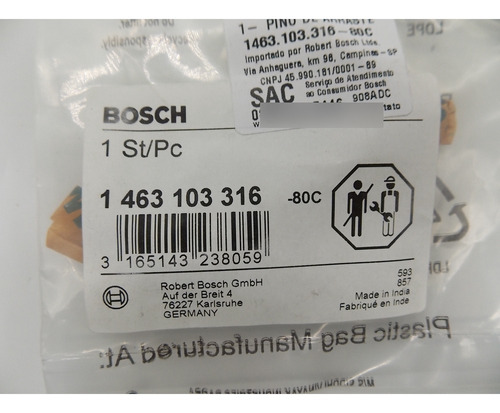 1- PINO DE ARRASTE
1463.103.316-80C
Importado por Robert Bosch Ltda.
Via Anhaguera, km 98, Campinas-SP
CNPJ 45.990.181/0001-89
SAC
Serviço de Atendimento
ao Consumidor Bosch
908ADC
BOSCH
1 St/Pc
1 463 103 316 -80C
3 165143 238059
Robert Bosch GmbH
Auf der Breit 4
76227 Karlsruhe
GERMANY
593
857
Made in India
Fabriqué en Inde
Plastic Bag Manufactured At: